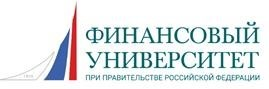 ФИНАНСОВЫЙ
УНИВЕРСИТЕТ
ПРИ ПРАВИТЕЛЬСТВЕ РОССИЙСКОЙ ФЕДЕРАЦИИ